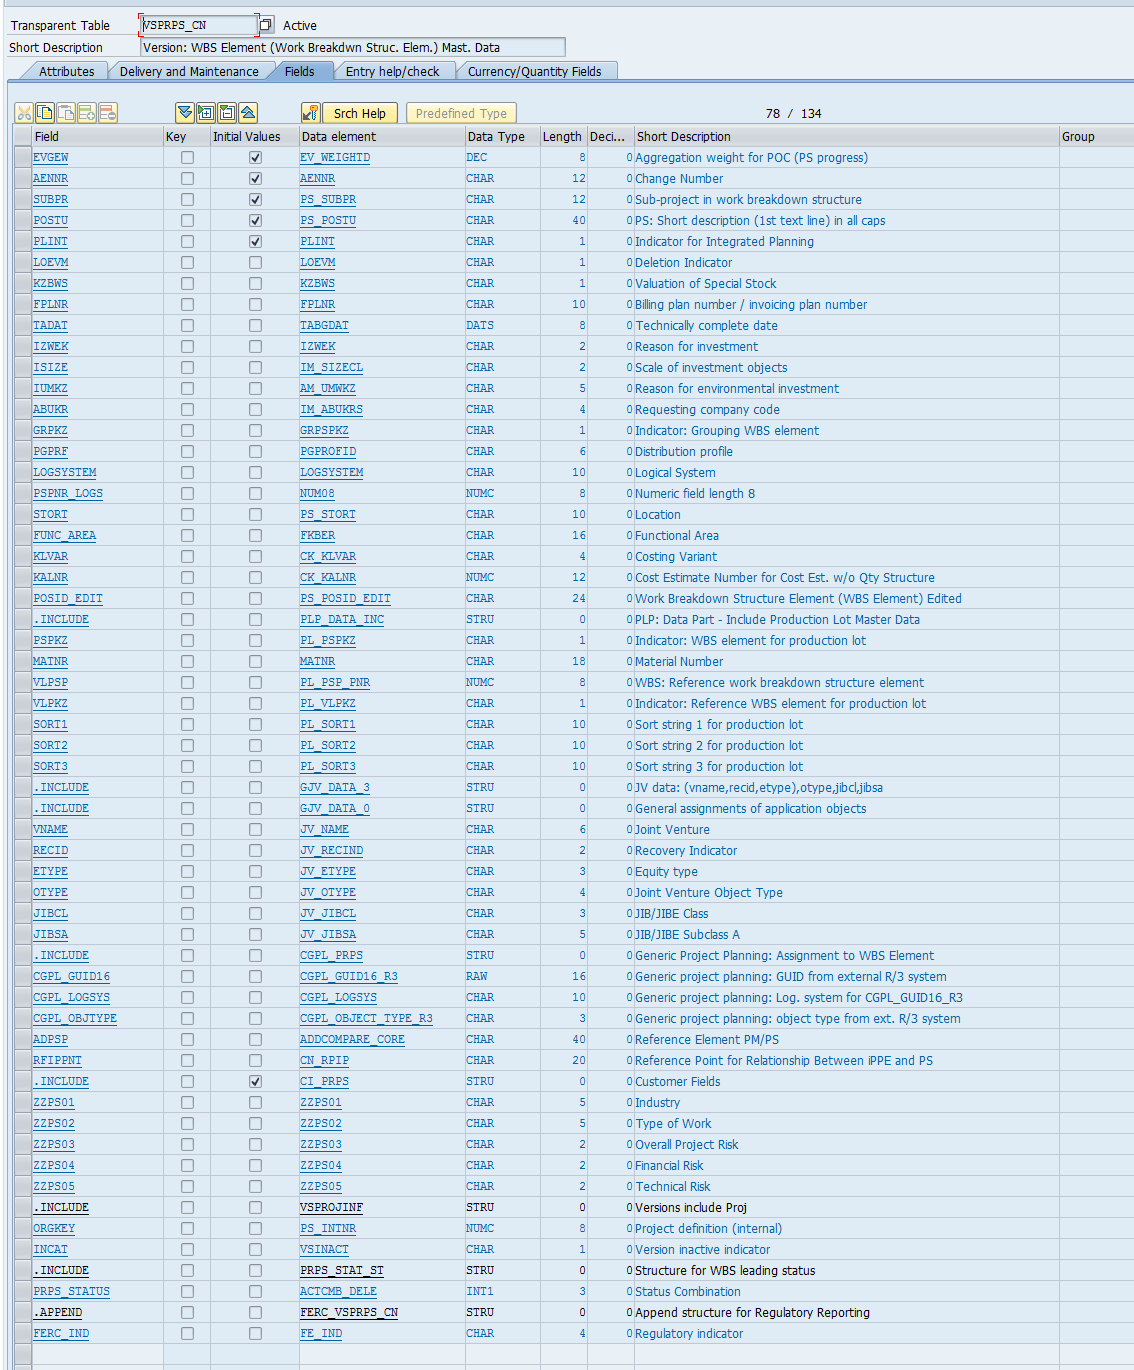 Transparent Table VSPRPS_CN Active
Short Description Version: WBS Element (Work Breakdwn Struc. Elem.) Mast. Data
Attributes Delivery and Maintenance Fields Entry help/check Currency/Quantity Fields
Srch Help Predefined Type 78 / 134
Field Key Initial Values Data element Data Type Length Deci... Short Description Group
EVGEW EV_WEIGHTD DEC 8 0 Aggregation weight for POC (PS progress)
AENNR AENNR CHAR 12 0 Change Number
SUBPR PS_SUBPR CHAR 12 0 Sub-project in work breakdown structure
POSTU PS_POSTU CHAR 40 0 PS: Short description (1st text line) in all caps
PLINT PLINT CHAR 1 0 Indicator for Integrated Planning
LOEVM LOEVM CHAR 1 0 Deletion Indicator
KZBWS KZBWS CHAR 1 0 Valuation of Special Stock
FPLNR FPLNR CHAR 10 0 Billing plan number / invoicing plan number
TADAT TABGDAT DATS 8 0 Technically complete date
IZWEK IZWEK CHAR 2 0 Reason for investment
ISIZE IM_SIZECL CHAR 2 0 Scale of investment objects
IUMKZ AM_UMWKZ CHAR 5 0 Reason for environmental investment
ABUKR IM_ABUKRS CHAR 4 0 Requesting company code
GRPKZ GRPSPKZ CHAR 1 0 Indicator: Grouping WBS element
PGPRF PGPROFID CHAR 6 0 Distribution profile
LOGSYSTEM LOGSYSTEM CHAR 10 0 Logical System
PSPNR_LOGS NUM08 NUMC 8 0 Numeric field length 8
STORT PS_STORT CHAR 10 0 Location
FUNC_AREA FKBER CHAR 16 0 Functional Area
KLVAR CK_KLVAR CHAR 4 0 Costing Variant
KALNR CK_KALNR NUMC 12 0 Cost Estimate Number for Cost Est. w/o Qty Structure
POSID_EDIT PS_POSID_EDIT CHAR 24 0 Work Breakdown Structure Element (WBS Element) Edited
.INCLUDE PLP_DATA_INC STRU 0 0 PLP: Data Part - Include Production Lot Master Data
PSPKZ PL_PSPKZ CHAR 1 0 Indicator: WBS element for production lot
MATNR MATNR CHAR 18 0 Material Number
VLPSP PL_PSP_PNR NUMC 8 0 WBS: Reference work breakdown structure element
VLPKZ PL_VLPKZ CHAR 1 0 Indicator: Reference WBS element for production lot
SORT1 PL_SORT1 CHAR 10 0 Sort string 1 for production lot
SORT2 PL_SORT2 CHAR 10 0 Sort string 2 for production lot
SORT3 PL_SORT3 CHAR 10 0 Sort string 3 for production lot
.INCLUDE GJV_DATA_3 STRU 0 0 JV data: (vname,recid,etype),otype,jibcl,jibsa
.INCLUDE GJV_DATA_0 STRU 0 0 General assignments of application objects
VNAME JV_NAME CHAR 6 0 Joint Venture
RECID JV_RECIND CHAR 2 0 Recovery Indicator
ETYPE JV_ETYPE CHAR 3 0 Equity type
OTYPE JV_OTYPE CHAR 4 0 Joint Venture Object Type
JIBCL JV_JIBCL CHAR 3 0 JIB/JIBE Class
JIBSA JV_JIBSA CHAR 5 0 JIB/JIBE Subclass A
.INCLUDE CGPL_PRPS STRU 0 0 Generic Project Planning: Assignment to WBS Element
CGPL_GUID16 CGPL_GUID16_R3 RAW 16 0 Generic project planning: GUID from external R/3 system
CGPL_LOGSYS CGPL_LOGSYS CHAR 10 0 Generic project planning: Log. system for CGPL_GUID16_R3
CGPL_OBJTYPE CGPL_OBJECT_TYPE_R3 CHAR 3 0 Generic project planning: object type from ext. R/3 system
ADPSP ADDCOMPARE_CORE CHAR 40 0 Reference Element PM/PS
RFIPPNT CN_RPIP CHAR 20 0 Reference Point for Relationship Between iPPE and PS
.INCLUDE CI_PRPS STRU 0 0 Customer Fields
ZZPS01 ZZPS01 CHAR 5 0 Industry
ZZPS02 ZZPS02 CHAR 5 0 Type of Work
ZZPS03 ZZPS03 CHAR 2 0 Overall Project Risk
ZZPS04 ZZPS04 CHAR 2 0 Financial Risk
ZZPS05 ZZPS05 CHAR 2 0 Technical Risk
.INCLUDE VSPROJINF STRU 0 0 Versions include Proj
ORGKEY PS_INTNR NUMC 8 0 Project definition (internal)
INCAT VSINACT CHAR 1 0 Version inactive indicator
.INCLUDE PRPS_STAT_ST STRU 0 0 Structure for WBS leading status
PRPS_STATUS ACTCMB_DELE INT1 3 0 Status Combination
.APPEND FERC_VSPRPS_CN STRU 0 0 Append structure for Regulatory Reporting
FERC_IND FE_IND CHAR 4 0 Regulatory indicator